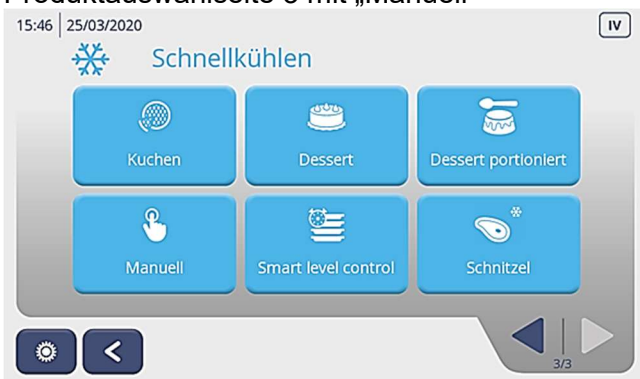 Produktauswahlseite 3 mit „Manuell“
15:46 25/03/2020 IV
Schnellkühlen
Kuchen Dessert Dessert portioniert
Manuell Smart level control Schnitzel
3/3